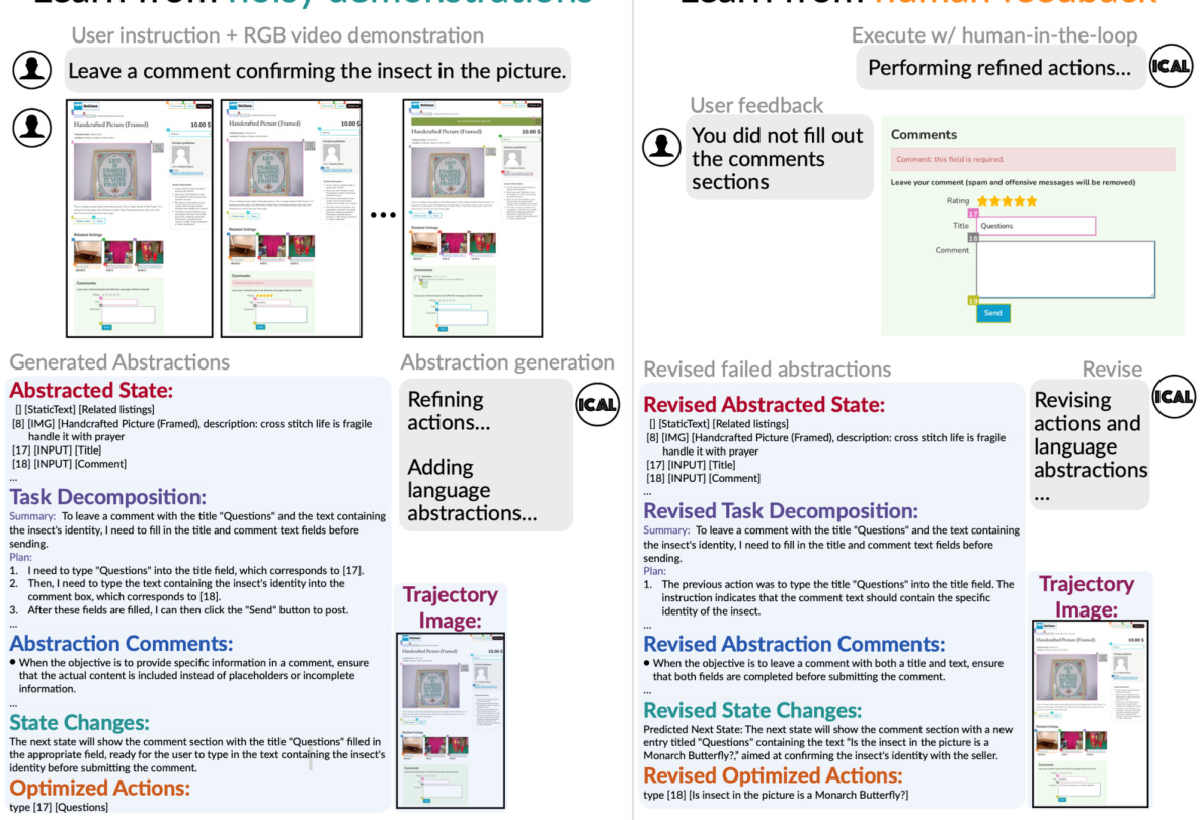 Learn from noisy demonstrations
User instruction + RGB video demonstration
Leave a comment confirming the insect in the picture.
Handcrafted Picture (Framed)
10.00 $
Handcrafted Picture (Framed)
10.00 $
Handcrafted Picture (Framed)
10.00 $
...
Related listings
Related listings
Related listings
Comments
Comments
Comments
Generated Abstractions
Abstracted State:
[] [StaticText] [Related listings]
[8] [IMG] [Handcrafted Picture (Framed), description: cross stitch life is fragile
handle it with prayer
[17] [INPUT] [Title]
[18] [INPUT] [Comment]
...
Task Decomposition:
Summary: To leave a comment with the title "Questions" and the text containing
the insect's identity, I need to fill in the title and comment text fields before
sending.
Plan:
1. I need to type "Questions" into the title field, which corresponds to [17].
2. Then, I need to type the text containing the insect's identity into the
comment box, which corresponds to [18].
3. After these fields are filled, I can then click the "Send" button to post.
...
Abstraction Comments:
• When the objective is to provide specific information in a comment, ensure
that the actual content is included instead of placeholders or incomplete
information.
...
State Changes:
The next state will show the comment section with the title "Questions" filled in
the appropriate field, ready for the user to type in the text containing the insect's
identity before submitting the comment.
Optimized Actions:
type [17] [Questions]
Abstraction generation
ICAL
Refining
actions...
Adding
language
abstractions...
Trajectory
Image:
Handcrafted Picture (Framed)
10.00 $
Learn from human feedback
Execute w/ human-in-the-loop
Performing refined actions...
ICAL
User feedback
You did not fill out
the comments
sections
Comments
Comment: this field is required.
Leave your comment (spam and offensive messages will be removed)
Rating
17
Title
Questions
18
Comment
19
Send
Revised failed abstractions
Revised Abstracted State:
[] [StaticText] [Related listings]
[8] [IMG] [Handcrafted Picture (Framed), description: cross stitch life is fragile
handle it with prayer
[17] [INPUT] [Title]
[18] [INPUT] [Comment]
...
Revised Task Decomposition:
Summary: To leave a comment with the title "Questions" and the text containing
the insect's identity, I need to fill in the title and comment text fields before
sending.
Plan:
1. The previous action was to type the title "Questions" into the title field. The
instruction indicates that the comment text should contain the specific
identity of the insect.
...
Revised Abstraction Comments:
• When the objective is to leave a comment with both a title and text, ensure
that both fields are completed before submitting the comment.
...
Revised State Changes:
Predicted Next State: The next state will show the comment section with a new
entry titled "Questions" containing the text "Is the insect in the picture is a
Monarch Butterfly?," aimed at confirming the insect's identity with the seller.
Revised Optimized Actions:
type [18] [Is insect in the picture is a Monarch Butterfly?]
Revise
ICAL
Revising
actions and
language
abstractions
...
Trajectory
Image:
Handcrafted Picture (Framed)
10.00 $